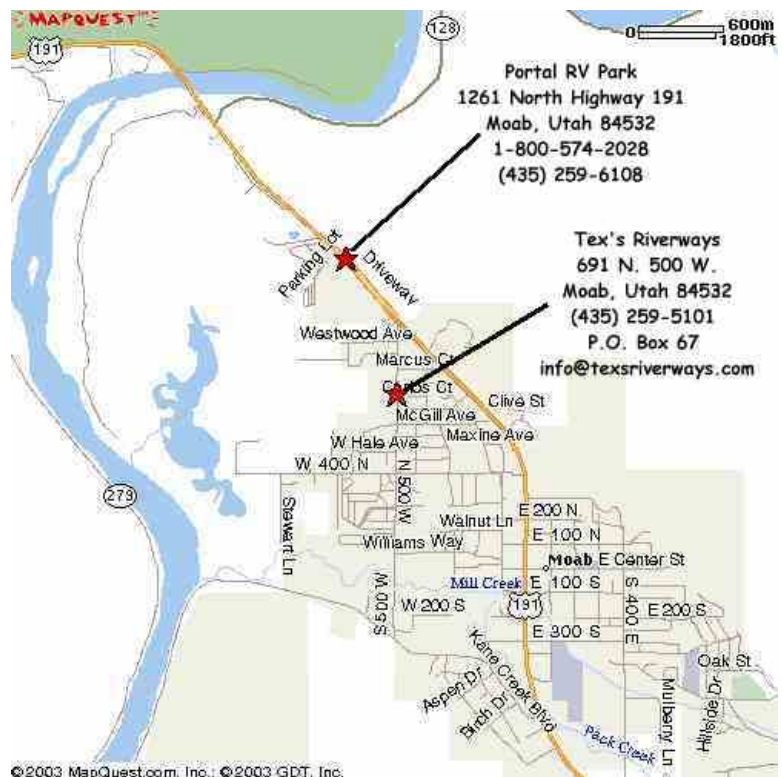 MAPQUEST
191
128
0 600m
1800ft
Portal RV Park
1261 North Highway 191
Moab, Utah 84532
1-800-574-2028
(435) 259-6108
Parking Lot
Driveway
Tex's Riverways
691 N. 500 W.
Moab, Utah 84532
(435) 259-5101
P.O. Box 67
info@texsriverways.com
Westwood Ave
Marcus Ct
Ct
Clive St
McGill Ave
Maxine Ave
W Hale Ave
W 400 N
279
Stewart Ln
N 500 W
E 200 N
Walnut Ln
E 100 N
Williams Way
Moab E Center St
Mill Creek
E 100 S
191
S 400 E
W 200 S
E 200 S
E 300 S
Kane Creek Blvd
Oak St
Aspen Dr
Birch Dr
Mulberry Ln
Hillside Dr
Pack Creek
©2003 MapQuest.com, Inc.; ©2003 GDT, Inc.